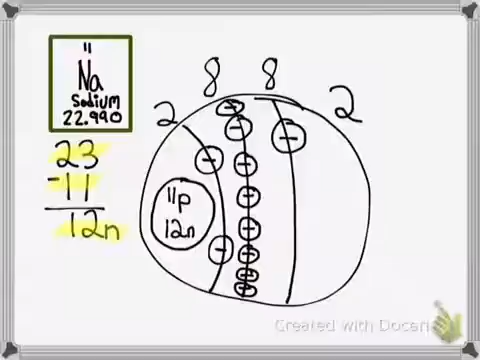 11
Na
Sodium
22.990
23
-11
12n
2 8 8 2
11p
12n
Created with Doceri